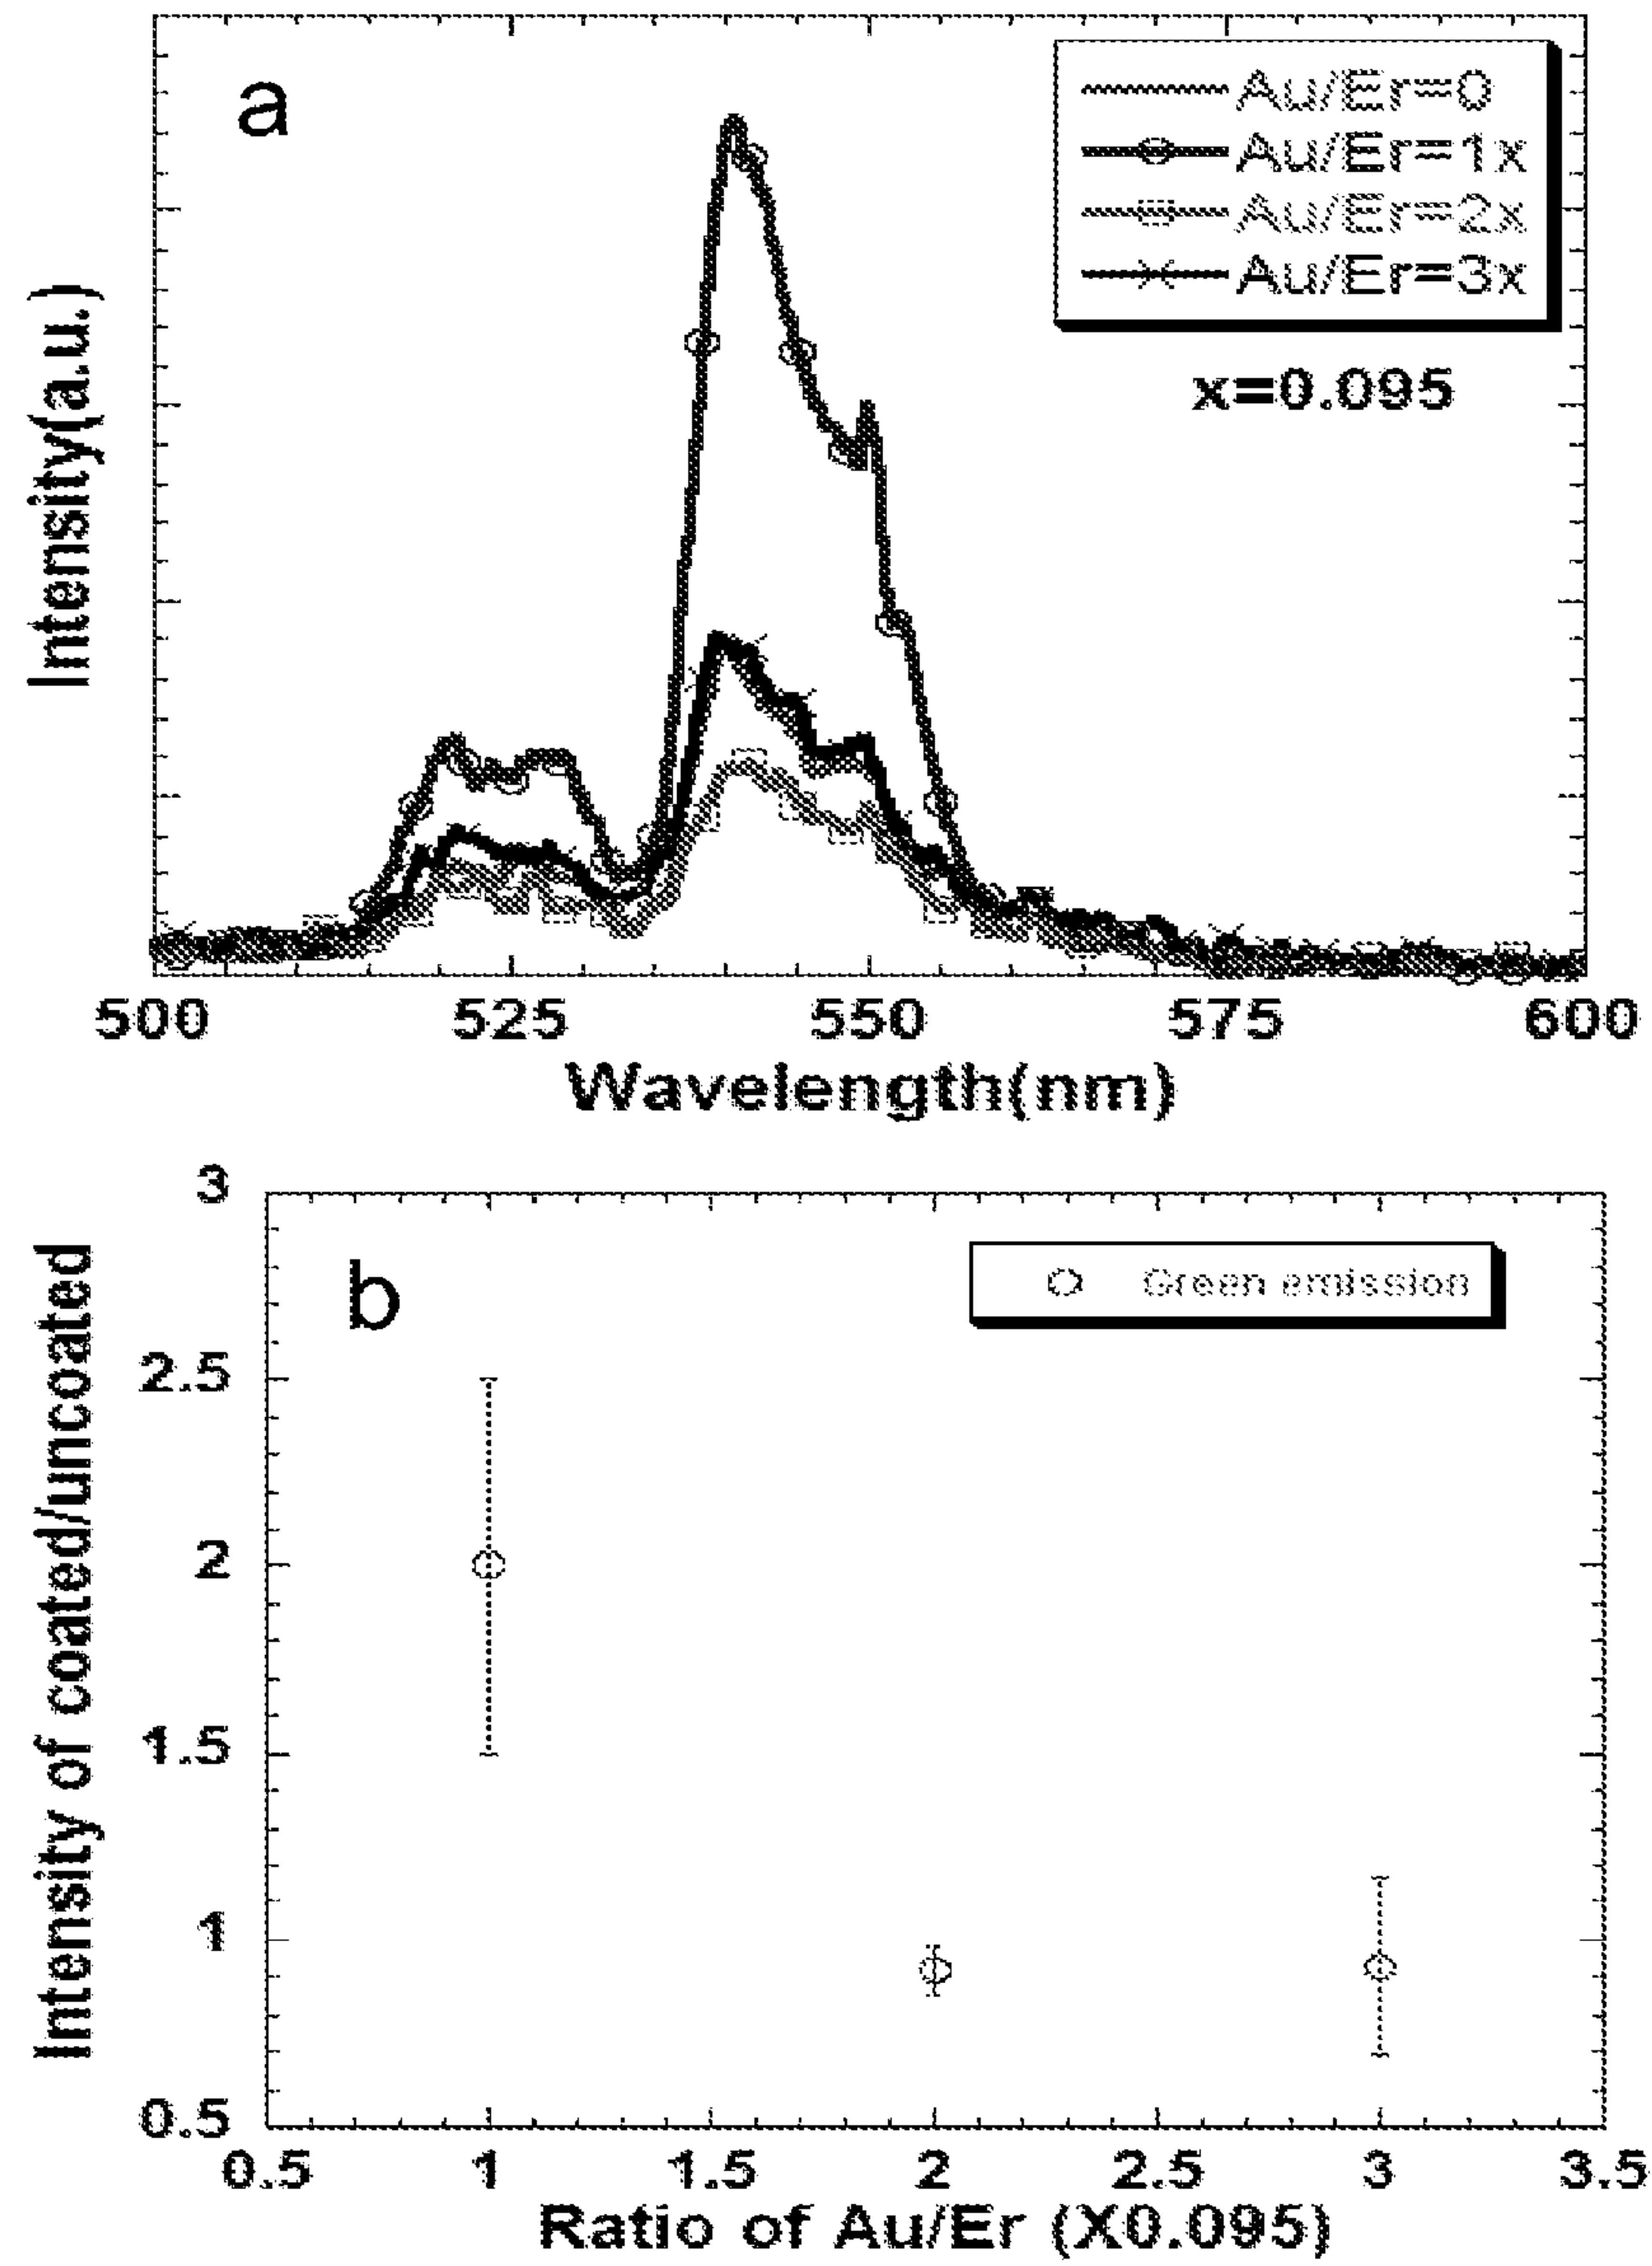 a
Au/Er=0
Au/Er=1x
Au/Er=2x
Au/Er=3x
x=0.095
Intensity(a.u.)
500 525 550 575 600
Wavelength(nm)
b
Green emission
3
2.5
2
1.5
1
0.5
Intensity of coated/uncoated
0.5 1 1.5 2 2.5 3 3.5
Ratio of Au/Er (X0.095)